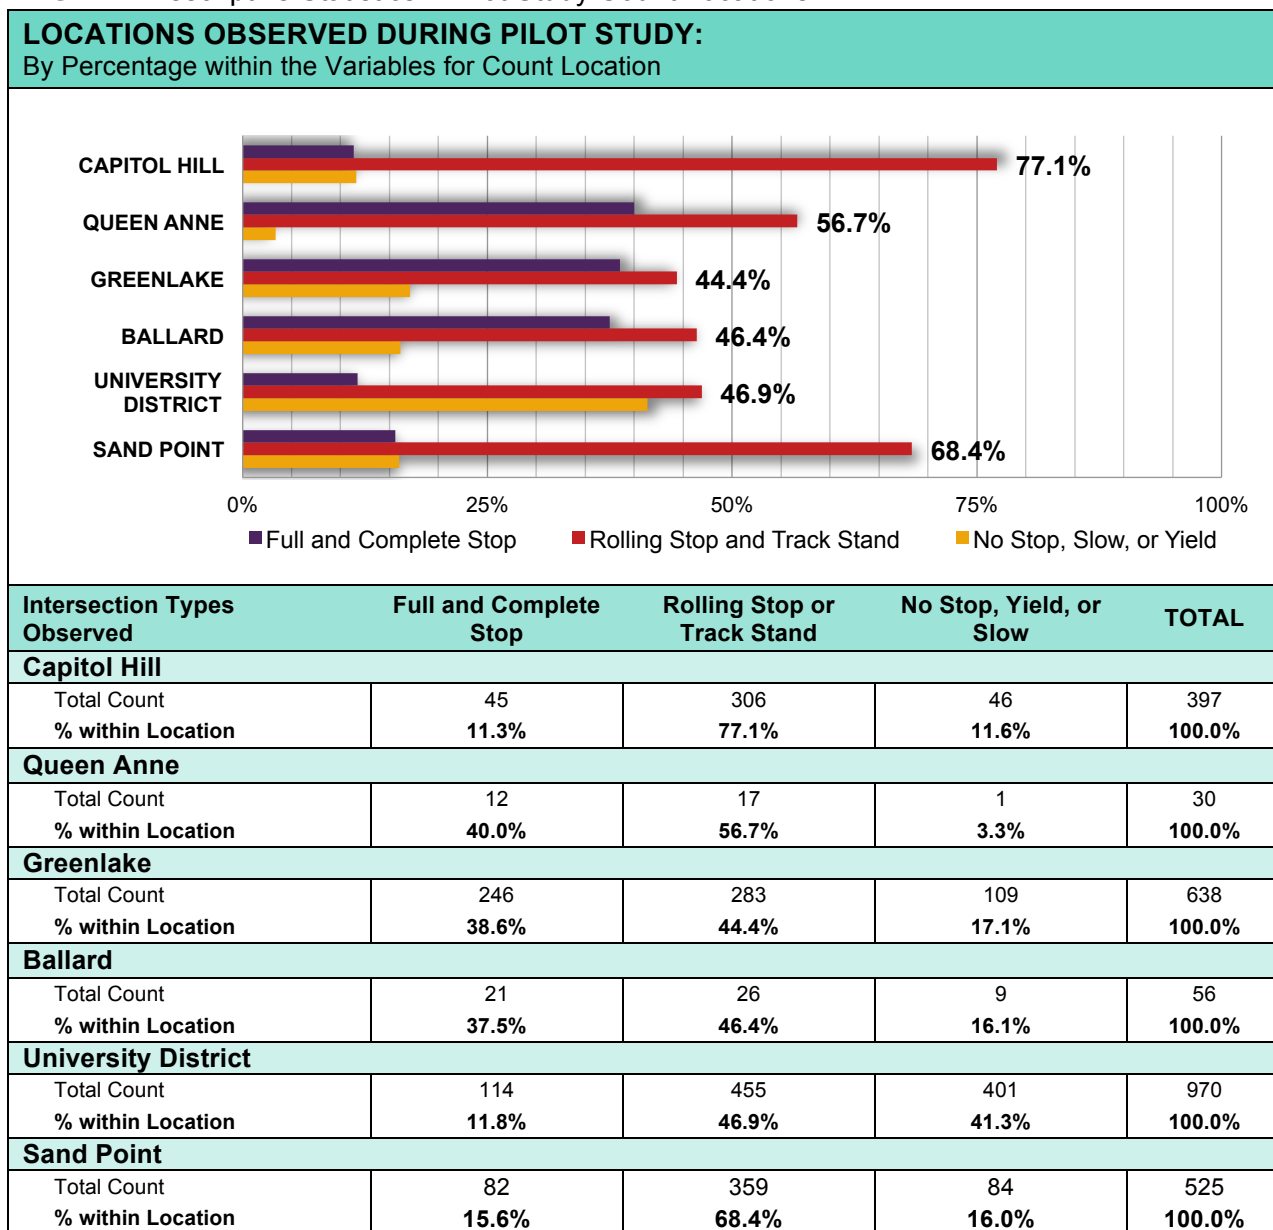 LOCATIONS OBSERVED DURING PILOT STUDY:
By Percentage within the Variables for Count Location
CAPITOL HILL 77.1%
QUEEN ANNE 56.7%
GREENLAKE 44.4%
BALLARD 46.4%
UNIVERSITY DISTRICT 46.9%
SAND POINT 68.4%
0% 25% 50% 75% 100%
Full and Complete Stop Rolling Stop and Track Stand No Stop, Slow, or Yield
Intersection Types Observed Full and Complete Stop Rolling Stop or Track Stand No Stop, Yield, or Slow TOTAL
Capitol Hill
Total Count 45 306 46 397
% within Location 11.3% 77.1% 11.6% 100.0%
Queen Anne
Total Count 12 17 1 30
% within Location 40.0% 56.7% 3.3% 100.0%
Greenlake
Total Count 246 283 109 638
% within Location 38.6% 44.4% 17.1% 100.0%
Ballard
Total Count 21 26 9 56
% within Location 37.5% 46.4% 16.1% 100.0%
University District
Total Count 114 455 401 970
% within Location 11.8% 46.9% 41.3% 100.0%
Sand Point
Total Count 82 359 84 525
% within Location 15.6% 68.4% 16.0% 100.0%